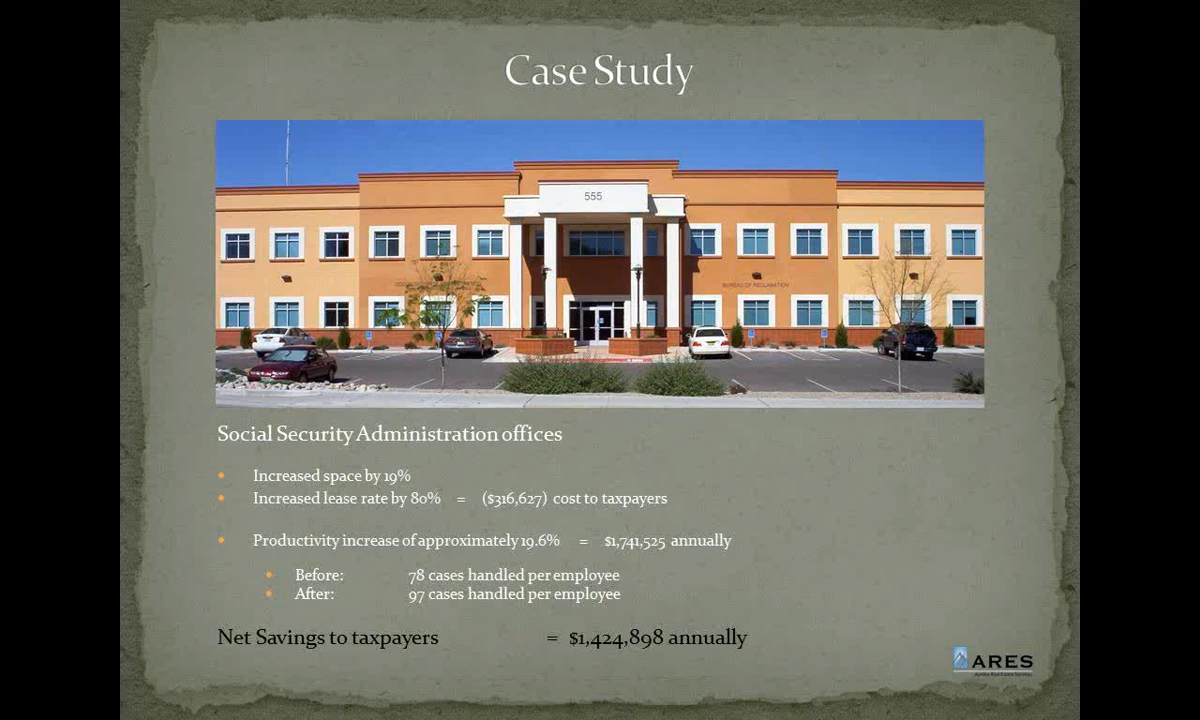 Case Study
555
BUREAU OF RECLAMATION
Social Security Administration offices
• Increased space by 19%
• Increased lease rate by 80% = ($316,627) cost to taxpayers
• Productivity increase of approximately 19.6% = $1,741,525 annually
• Before: 78 cases handled per employee
• After: 97 cases handled per employee
Net Savings to taxpayers = $1,424,898 annually
ARES